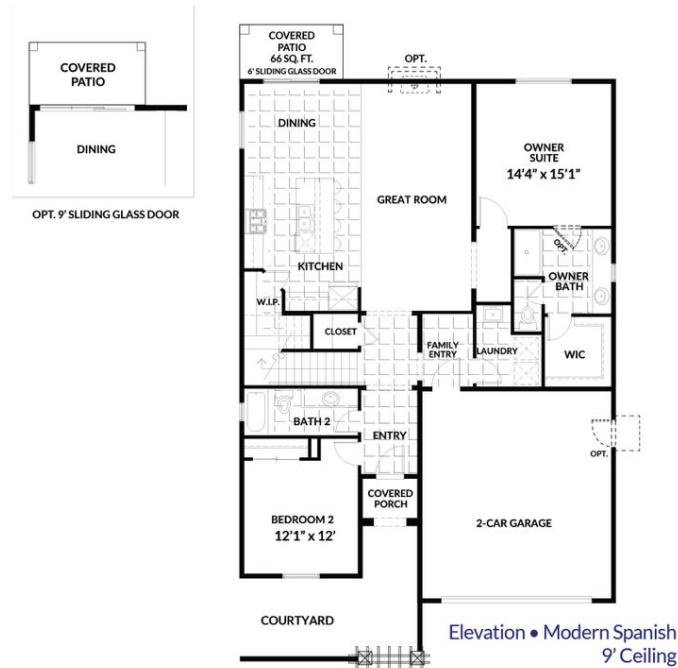 COVERED
PATIO
DINING
OPT. 9' SLIDING GLASS DOOR
COVERED
PATIO
66 SQ. FT.
6' SLIDING GLASS DOOR
OPT.
DINING
OWNER
SUITE
14'4" x 15'1"
GREAT ROOM
OPT.
KITCHEN
OWNER
BATH
W.I.P.
CLOSET
FAMILY
ENTRY
LAUNDRY
WIC
BATH 2
ENTRY
OPT.
COVERED
PORCH
BEDROOM 2
12'1" x 12'
2-CAR GARAGE
COURTYARD
Elevation • Modern Spanish
9' Ceiling